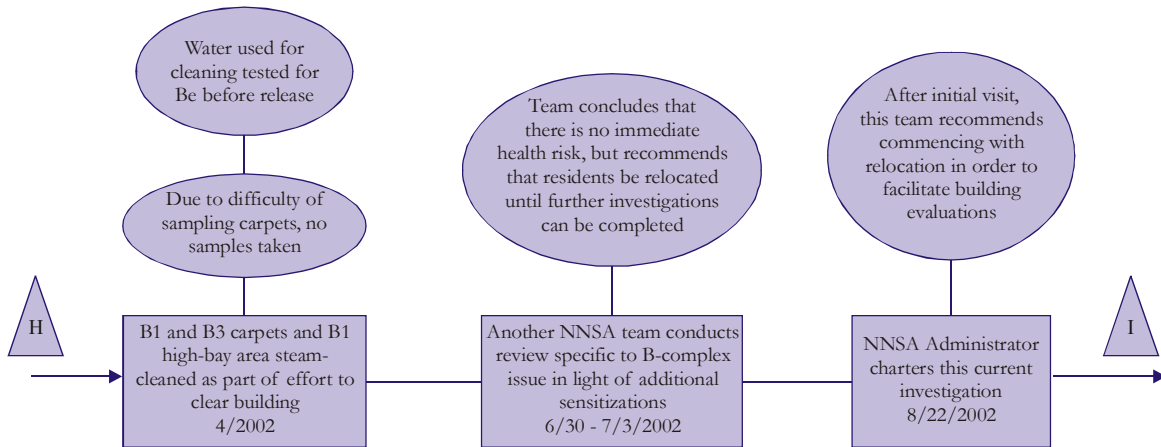 Water used for
cleaning tested for
Be before release
Due to difficulty of
sampling carpets, no
samples taken
H
B1 and B3 carpets and B1
high-bay area steam-
cleaned as part of effort to
clear building
4/2002
Team concludes that
there is no immediate
health risk, but recommends
that residents be relocated
until further investigations
can be completed
Another NNSA team conducts
review specific to B-complex
issue in light of additional
sensitizations
6/30 - 7/3/2002
After initial visit,
this team recommends
commencing with
relocation in order to
facilitate building
evaluations
NNSA Administrator
charters this current
investigation
8/22/2002
I